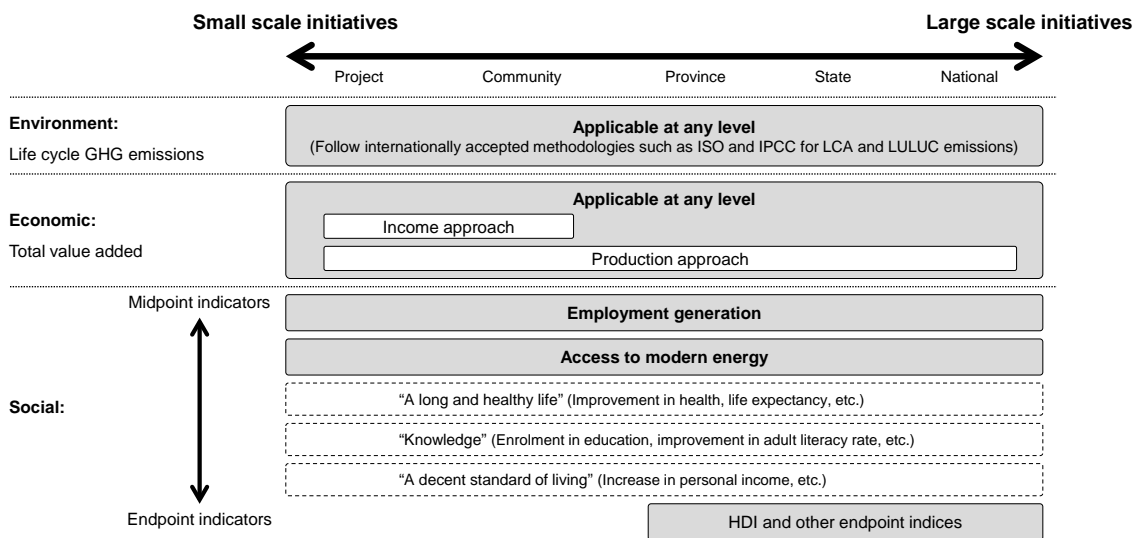 Small scale initiatives
Large scale initiatives
Project
Community
Province
State
National
Environment:
Life cycle GHG emissions
Applicable at any level
(Follow internationally accepted methodologies such as ISO and IPCC for LCA and LULUC emissions)
Economic:
Total value added
Applicable at any level
Income approach
Production approach
Social:
Midpoint indicators
Endpoint indicators
Employment generation
Access to modern energy
“A long and healthy life” (Improvement in health, life expectancy, etc.)
“Knowledge” (Enrolment in education, improvement in adult literacy rate, etc.)
“A decent standard of living” (Increase in personal income, etc.)
HDI and other endpoint indices